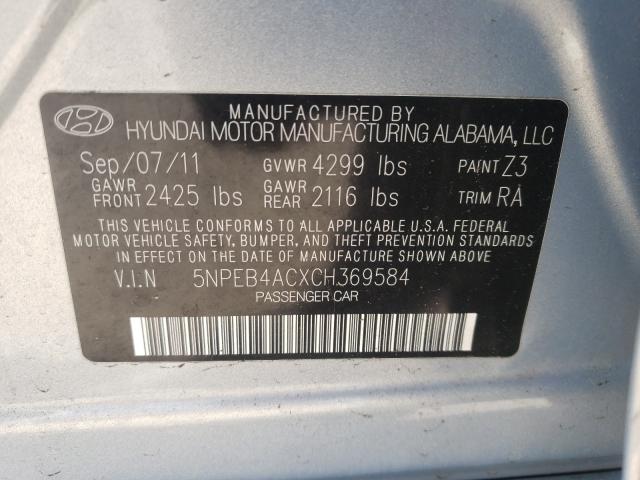 MANUFACTURED BY
HYUNDAI MOTOR MANUFACTURING ALABAMA, LLC
Sep/07/11 GVWR 4299 lbs PAINT Z3
GAWR FRONT 2425 lbs GAWR REAR 2116 lbs TRIM RA
THIS VEHICLE CONFORMS TO ALL APPLICABLE U.S.A. FEDERAL
MOTOR VEHICLE SAFETY, BUMPER, AND THEFT PREVENTION
STANDARDS IN EFFECT ON THE DATE OF MANUFACTURE SHOWN ABOVE
V.I.N 5NPEB4ACXCH369584
PASSENGER CAR